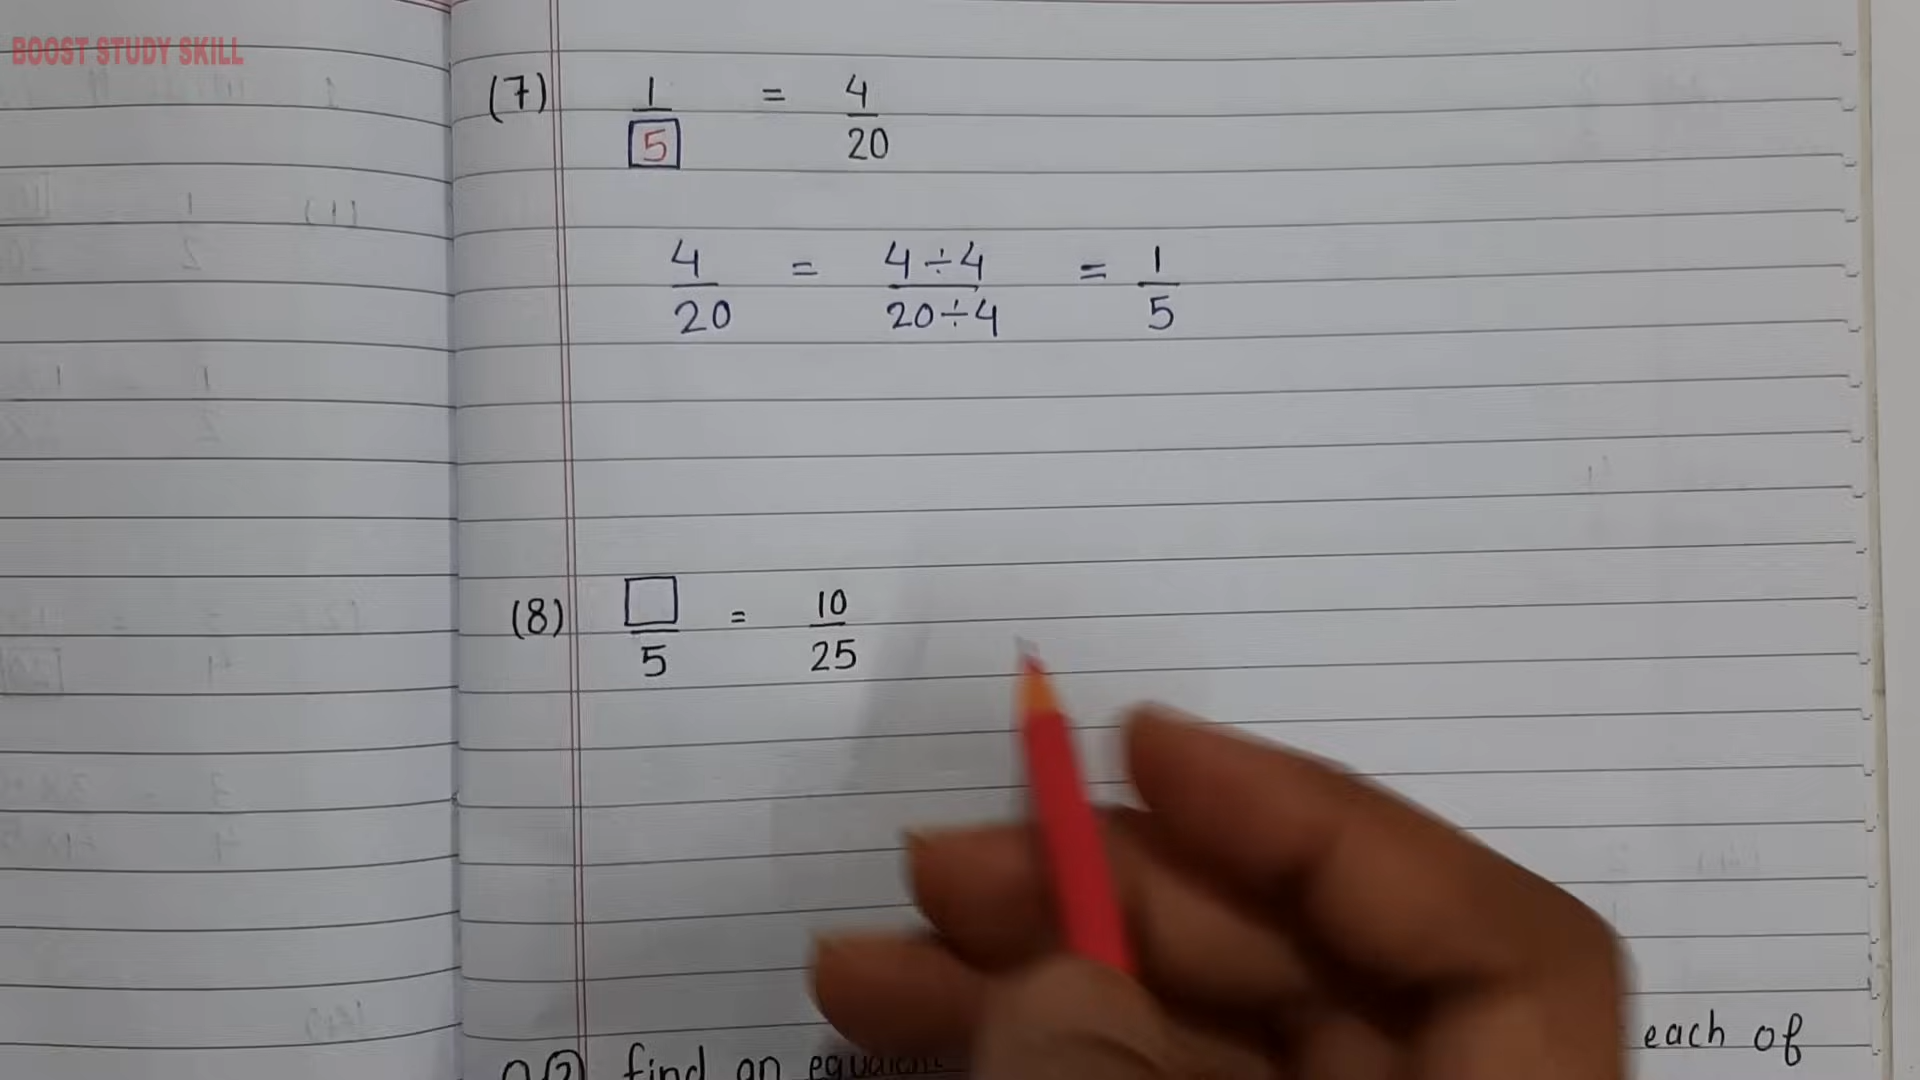 BOOST STUDY SKILL
(7) 1/5 = 4/20
4/20 = 4÷4/20÷4 = 1/5
(8) □/5 = 10/25
find an each of